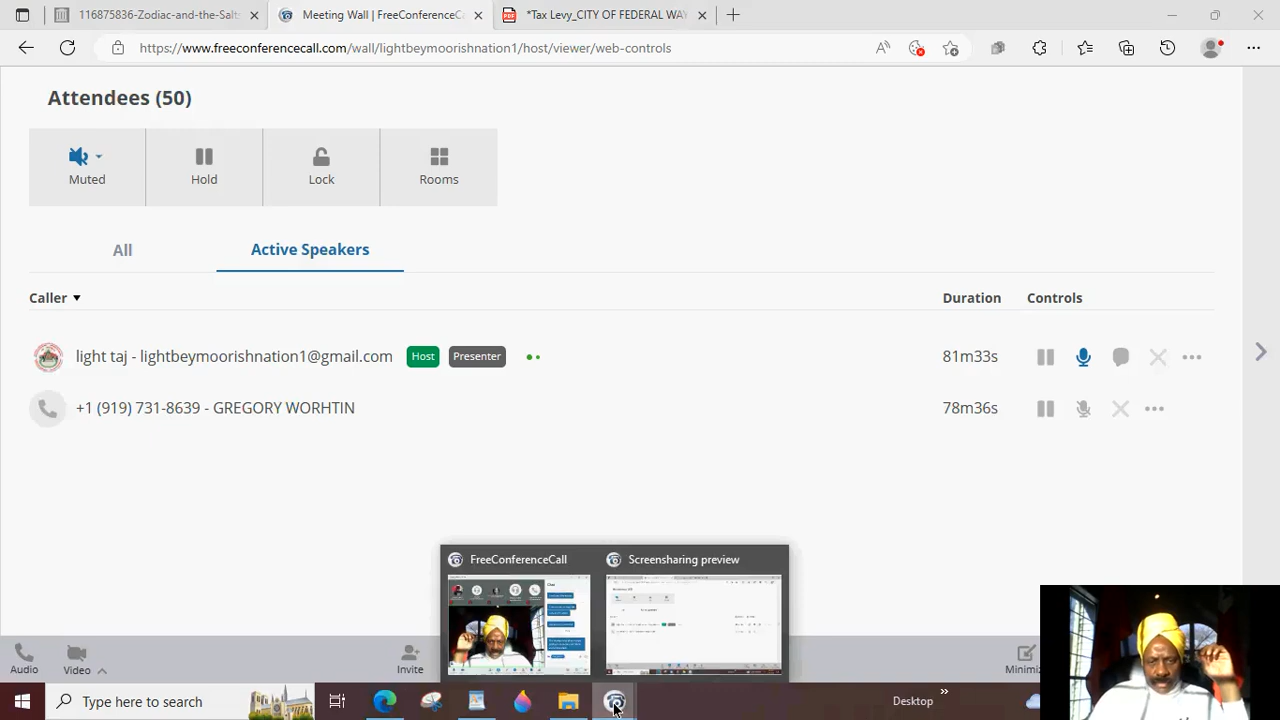 116875836-Zodiac-and-the-Salts
Meeting Wall | FreeConferenceCa
*Tax Levy_CITY OF FEDERAL WAY
https://www.freeconferencecall.com/wall/lightbeymoorishnation1/host/viewer/web-controls
Attendees (50)
Muted
Hold
Lock
Rooms
All
Active Speakers
Caller
Duration
Controls
light taj - lightbeymoorishnation1@gmail.com
Host
Presenter
81m33s
+1 (919) 731-8639 - GREGORY WORHTIN
78m36s
FreeConferenceCall
Screensharing preview
Audio
Video
Invite
Type here to search
Desktop